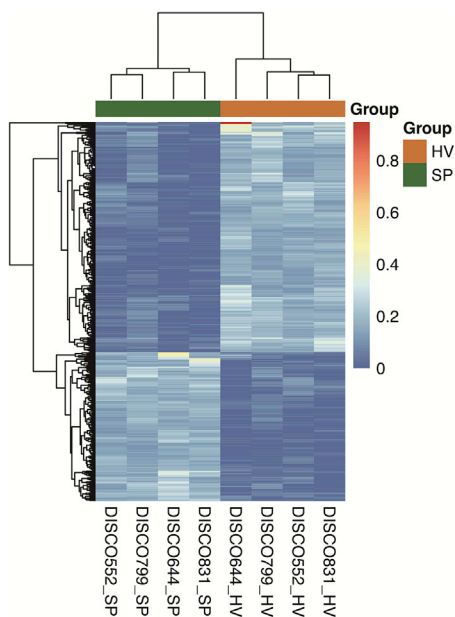 Group
Group
HV
SP
0.8
0.6
0.4
0.2
0
DISCO552_SP
DISCO799_SP
DISCO644_SP
DISCO831_SP
DISCO644_HV
DISCO799_HV
DISCO552_HV
DISCO831_HV